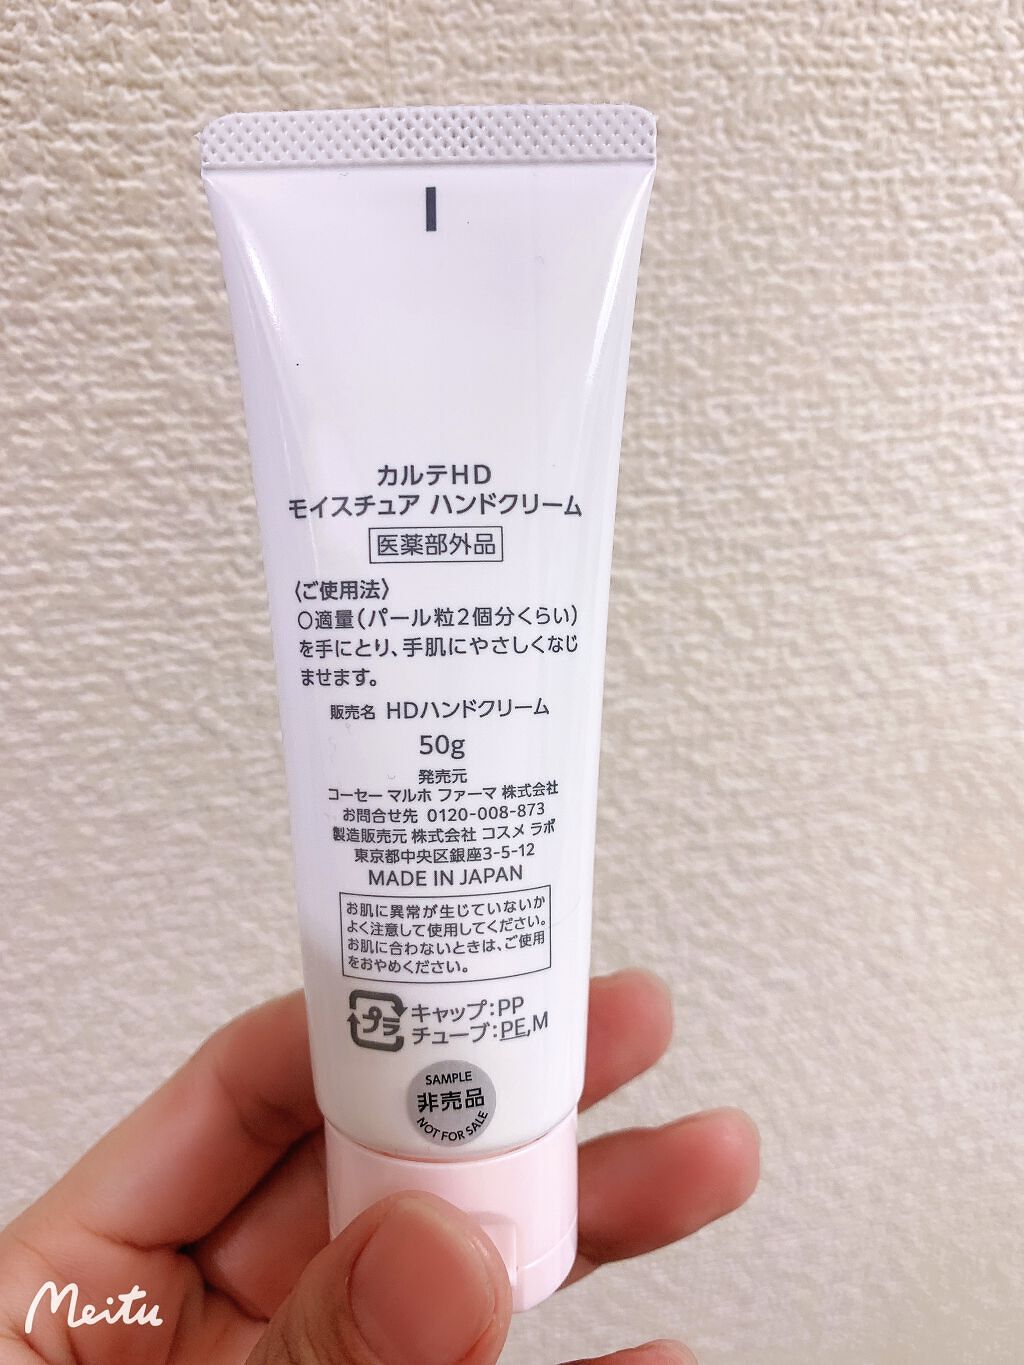 カルテHD
モイスチュア ハンドクリーム
医薬部外品
〈ご使用法〉
○適量(パール粒2個分くらい)
を手にとり、手肌にやさしくなじ
ませます。
販売名 HDハンドクリーム
50g
発売元
コーセー マルホ ファーマ 株式会社
お問合せ先 0120-008-873
製造販売元 株式会社 コスメ ラボ
東京都中央区銀座3-5-12
MADE IN JAPAN
お肌に異常が生じていないか
よく注意して使用してください。
お肌に合わないときは、ご使用
をおやめください。
プラ
キャップ:PP
チューブ:PE,M
SAMPLE
非売品
NOT FOR SALE
Meitu